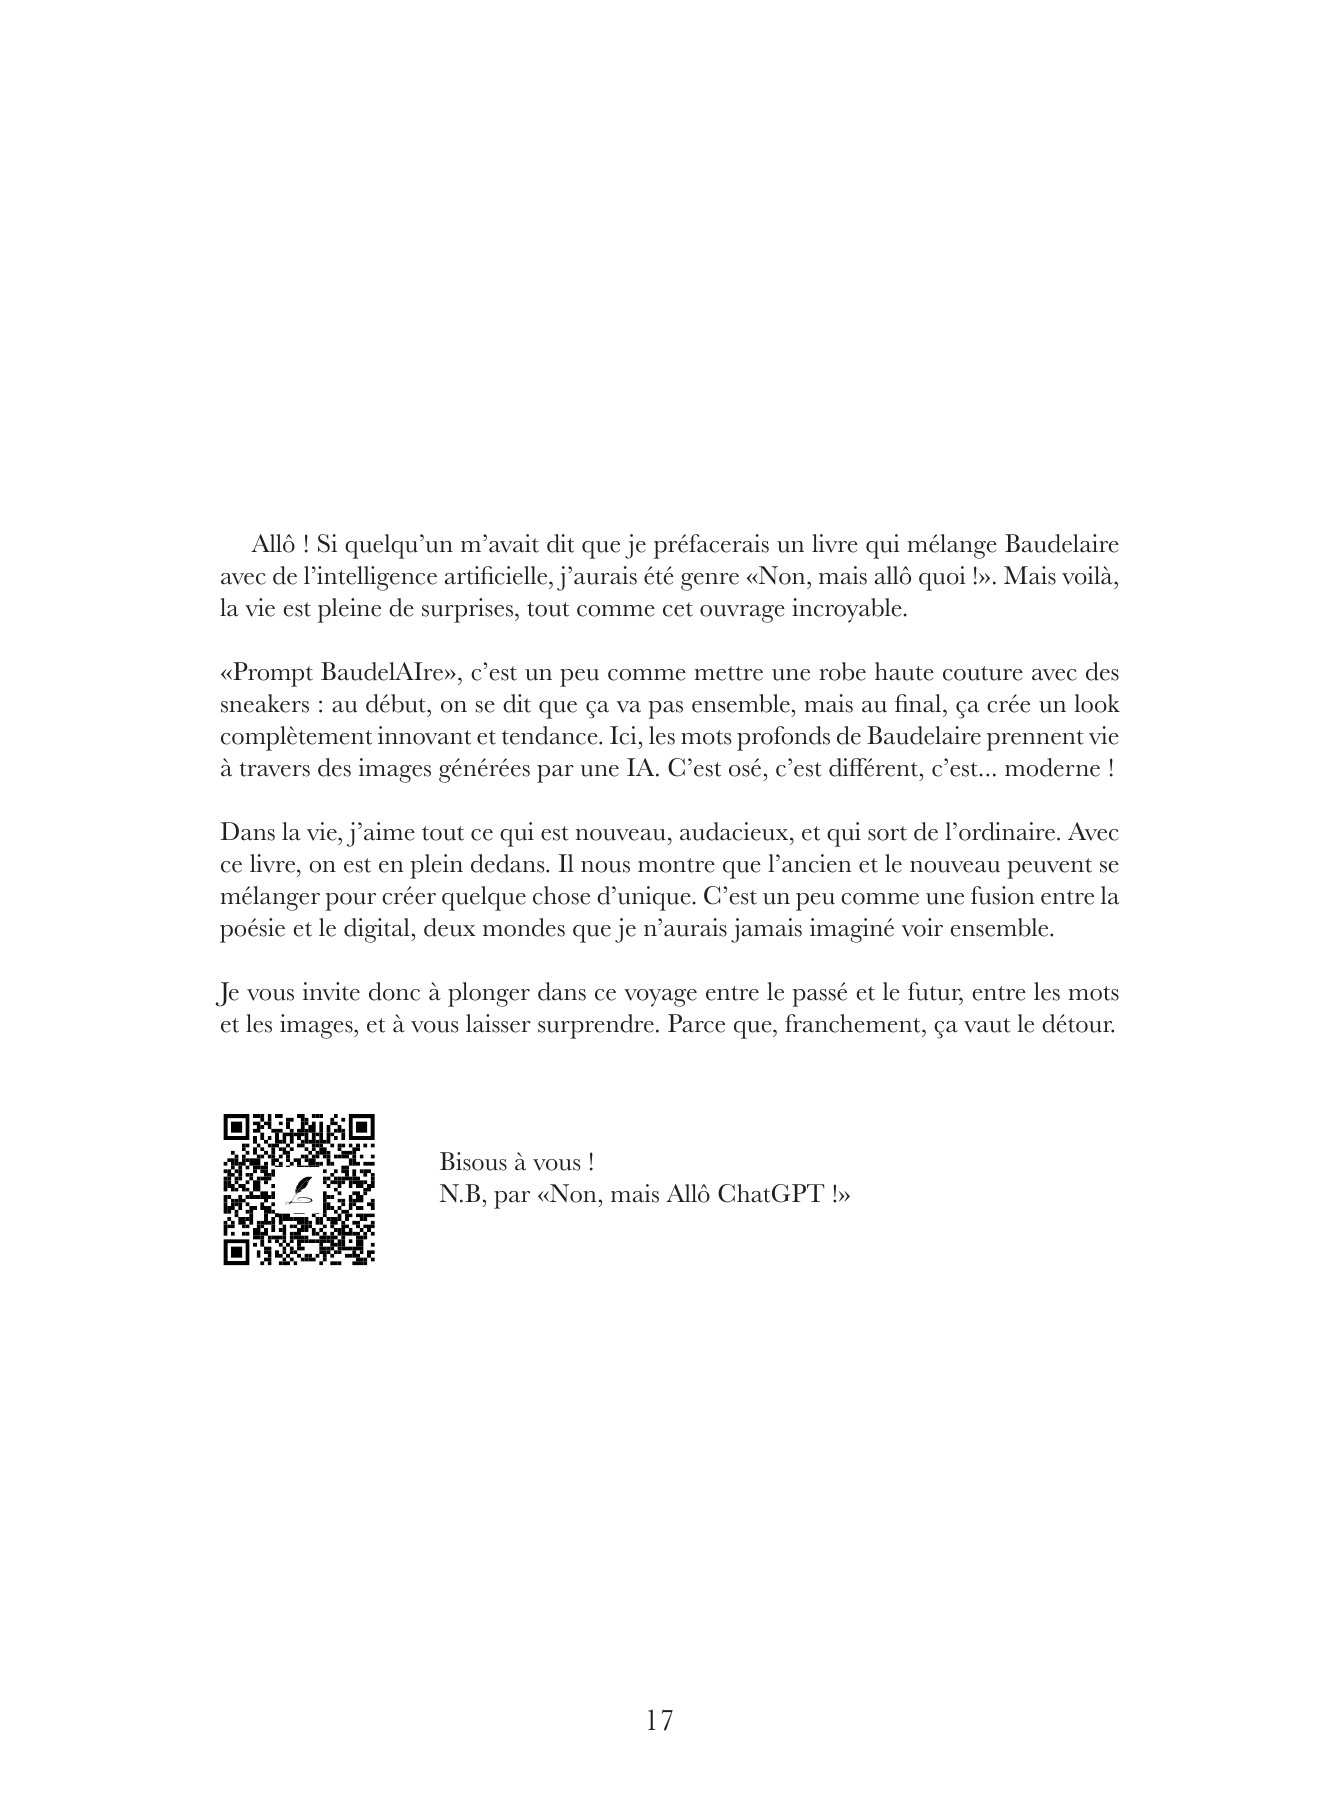 Allô ! Si quelqu’un m’avait dit que je préfacerais un livre qui mélange Baudelaire
avec de l’intelligence artificielle, j’aurais été genre «Non, mais allô quoi !». Mais voilà,
la vie est pleine de surprises, tout comme cet ouvrage incroyable.
«Prompt BaudelAIre», c’est un peu comme mettre une robe haute couture avec des
sneakers : au début, on se dit que ça va pas ensemble, mais au final, ça crée un look
complètement innovant et tendance. Ici, les mots profonds de Baudelaire prennent vie
à travers des images générées par une IA. C’est osé, c’est différent, c’est... moderne !
Dans la vie, j’aime tout ce qui est nouveau, audacieux, et qui sort de l’ordinaire. Avec
ce livre, on est en plein dedans. Il nous montre que l’ancien et le nouveau peuvent se
mélanger pour créer quelque chose d’unique. C’est un peu comme une fusion entre la
poésie et le digital, deux mondes que je n’aurais jamais imaginé voir ensemble.
Je vous invite donc à plonger dans ce voyage entre le passé et le futur, entre les mots
et les images, et à vous laisser surprendre. Parce que, franchement, ça vaut le détour.
Bisous à vous !
N.B, par «Non, mais Allô ChatGPT !»
17